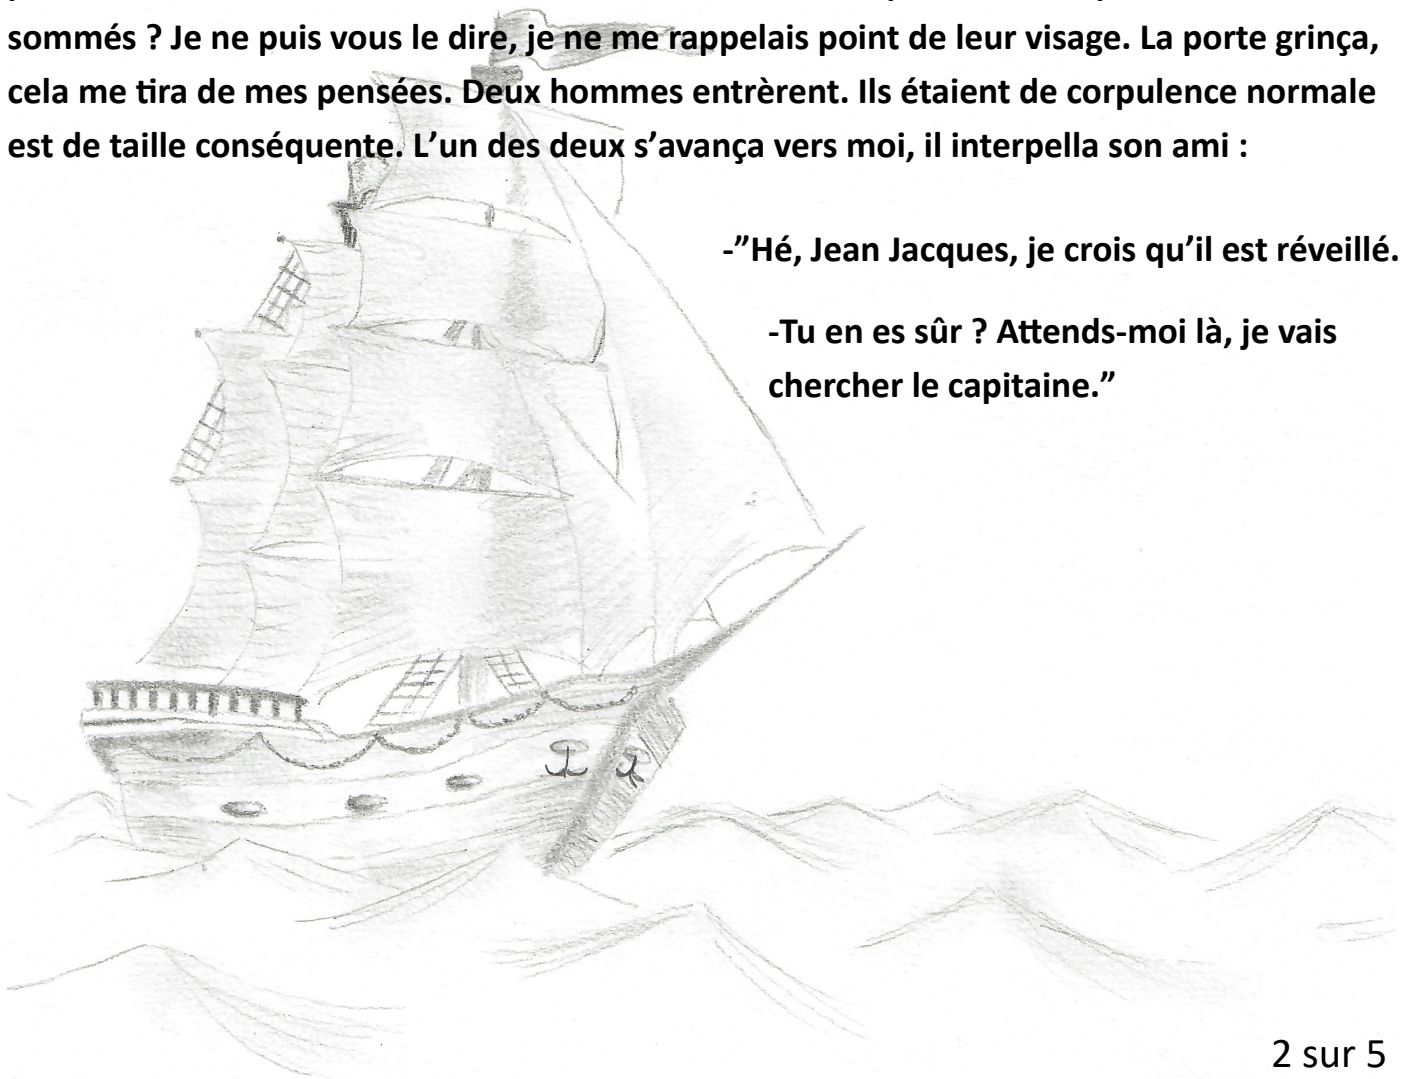 sommés ? Je ne puis vous le dire, je ne me rappelais point de leur visage. La porte grinça,
cela me tira de mes pensées. Deux hommes entrèrent. Ils étaient de corpulence normale
est de taille conséquente. L’un des deux s’avança vers moi, il interpella son ami :
-”Hé, Jean Jacques, je crois qu’il est réveillé.
-Tu en es sûr ? Attends-moi là, je vais
chercher le capitaine.”
2 sur 5